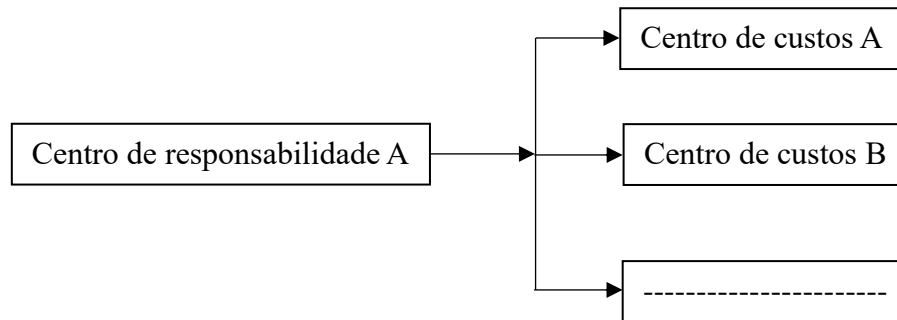 Centro de custos A
Centro de responsabilidade A
Centro de custos B
-----------------------